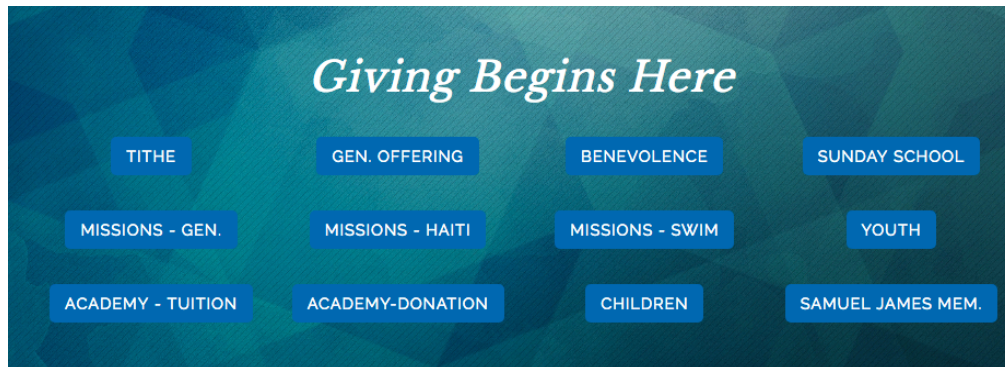 Giving Begins Here
TITHE
GEN. OFFERING
BENEVOLENCE
SUNDAY SCHOOL
MISSIONS - GEN.
MISSIONS - HAITI
MISSIONS - SWIM
YOUTH
ACADEMY - TUITION
ACADEMY-DONATION
CHILDREN
SAMUEL JAMES MEM.